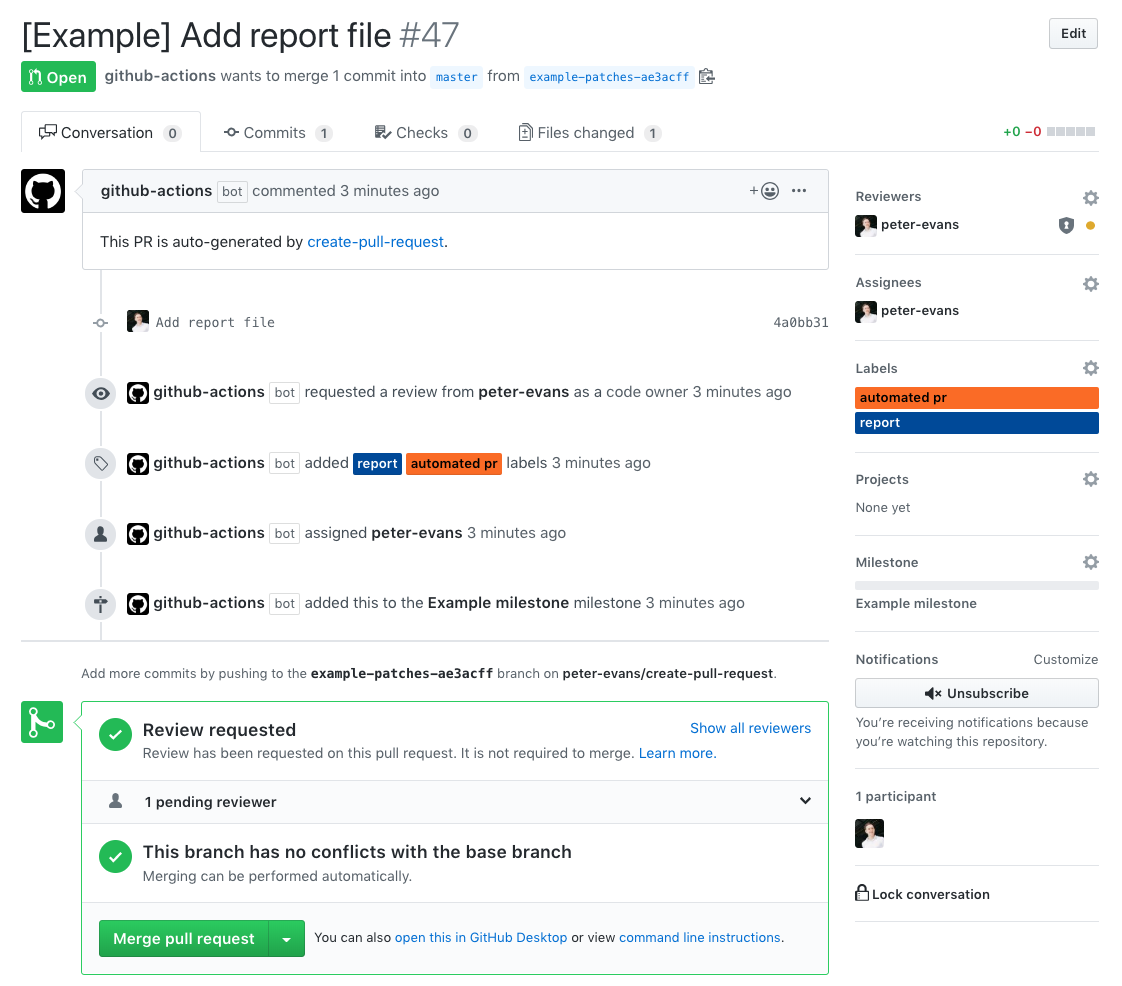 [Example] Add report file #47
Edit
Open github-actions wants to merge 1 commit into master from example-patches-ae3acff
Conversation 0 Commits 1 Checks 0 Files changed 1 +0 −0
github-actions bot commented 3 minutes ago
This PR is auto-generated by create-pull-request.
Add report file 4a0bb31
github-actions bot requested a review from peter-evans as a code owner 3 minutes ago
github-actions bot added report automated pr labels 3 minutes ago
github-actions bot assigned peter-evans 3 minutes ago
github-actions bot added this to the Example milestone milestone 3 minutes ago
Add more commits by pushing to the example-patches-ae3acff branch on peter-evans/create-pull-request.
Review requested
Show all reviewers
Review has been requested on this pull request. It is not required to merge. Learn more.
1 pending reviewer
This branch has no conflicts with the base branch
Merging can be performed automatically.
Merge pull request You can also open this in GitHub Desktop or view command line instructions.
Reviewers
peter-evans
Assignees
peter-evans
Labels
automated pr
report
Projects
None yet
Milestone
Example milestone
Notifications Customize
Unsubscribe
You’re receiving notifications because
you’re watching this repository.
1 participant
Lock conversation